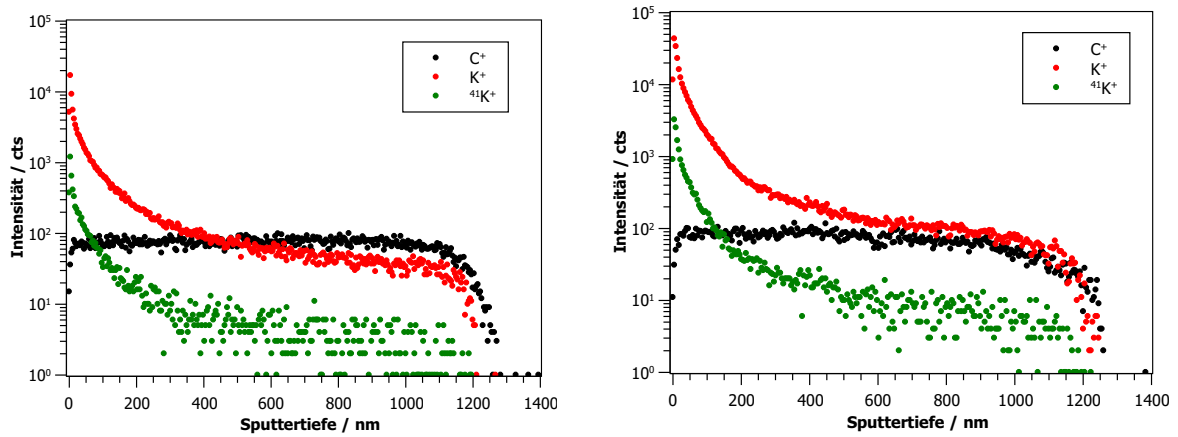 10⁵
10⁴
10³
10²
10¹
10⁰
Intensität / cts
C⁺
K⁺
⁴¹K⁺
0 200 400 600 800 1000 1200 1400
Sputtertiefe / nm
10⁵
10⁴
10³
10²
10¹
10⁰
Intensität / cts
C⁺
K⁺
⁴¹K⁺
0 200 400 600 800 1000 1200 1400
Sputtertiefe / nm